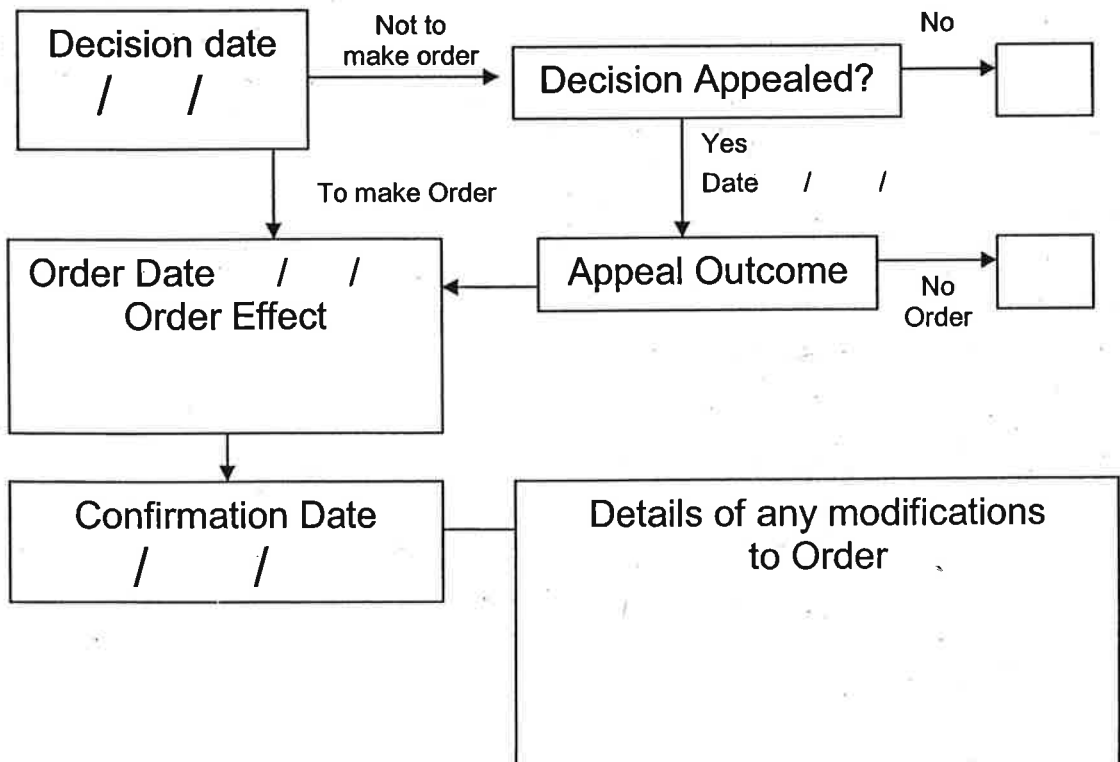 Decision date
/ /
Not to
make order
Decision Appealed?
No
Yes
Date / /
To make Order
Order Date / /
Order Effect
Appeal Outcome
No
Order
Confirmation Date
/ /
Details of any modifications
to Order